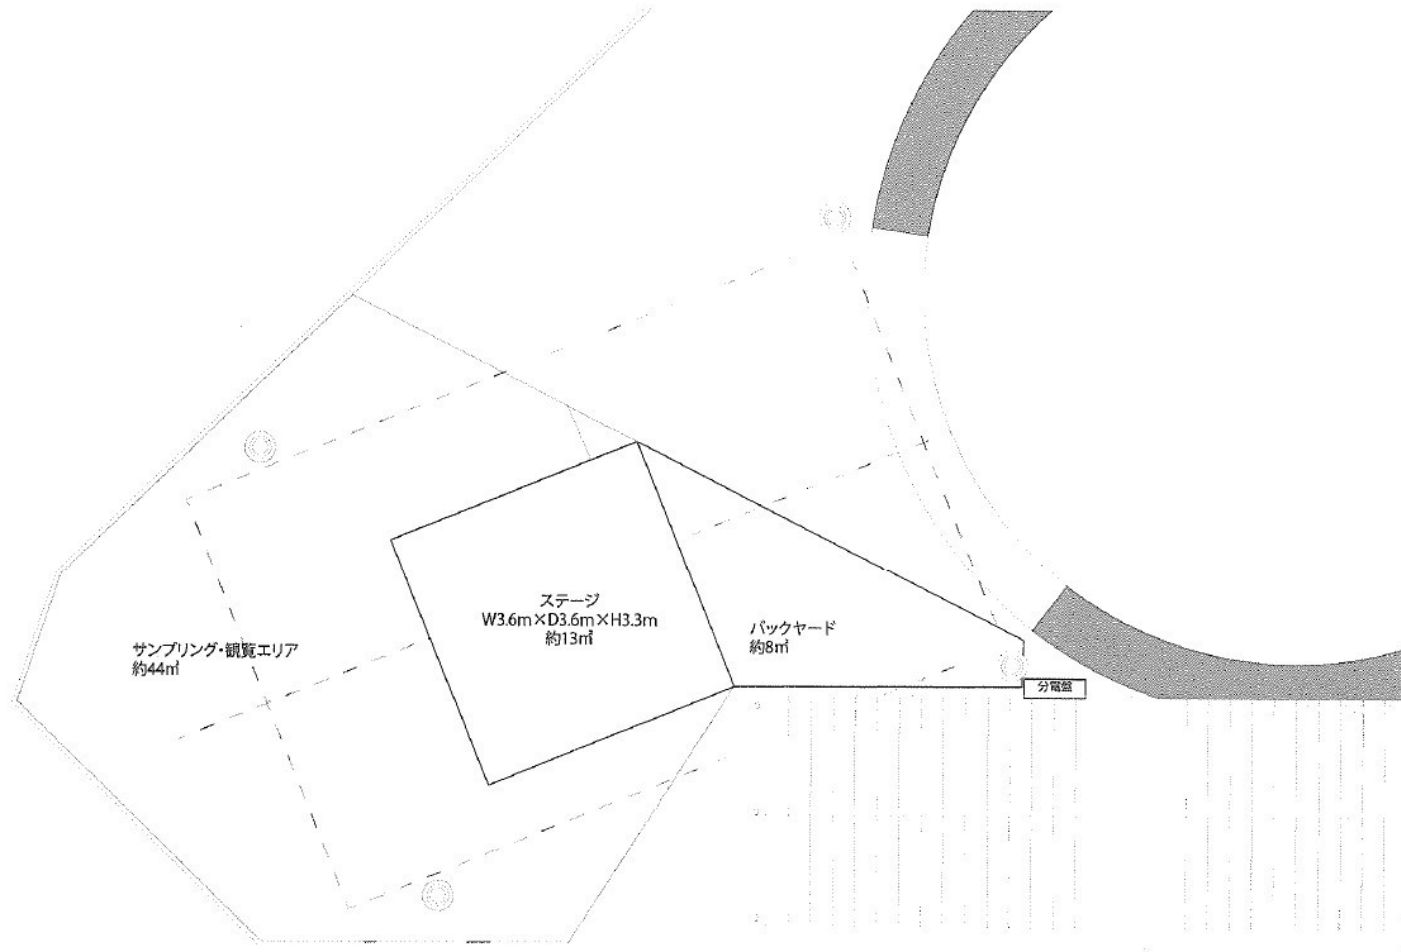 ステージ
W3.6m×D3.6m×H3.3m
約13㎡
サンプリング・観覧エリア
約44㎡
バックヤード
約8㎡
分電盤